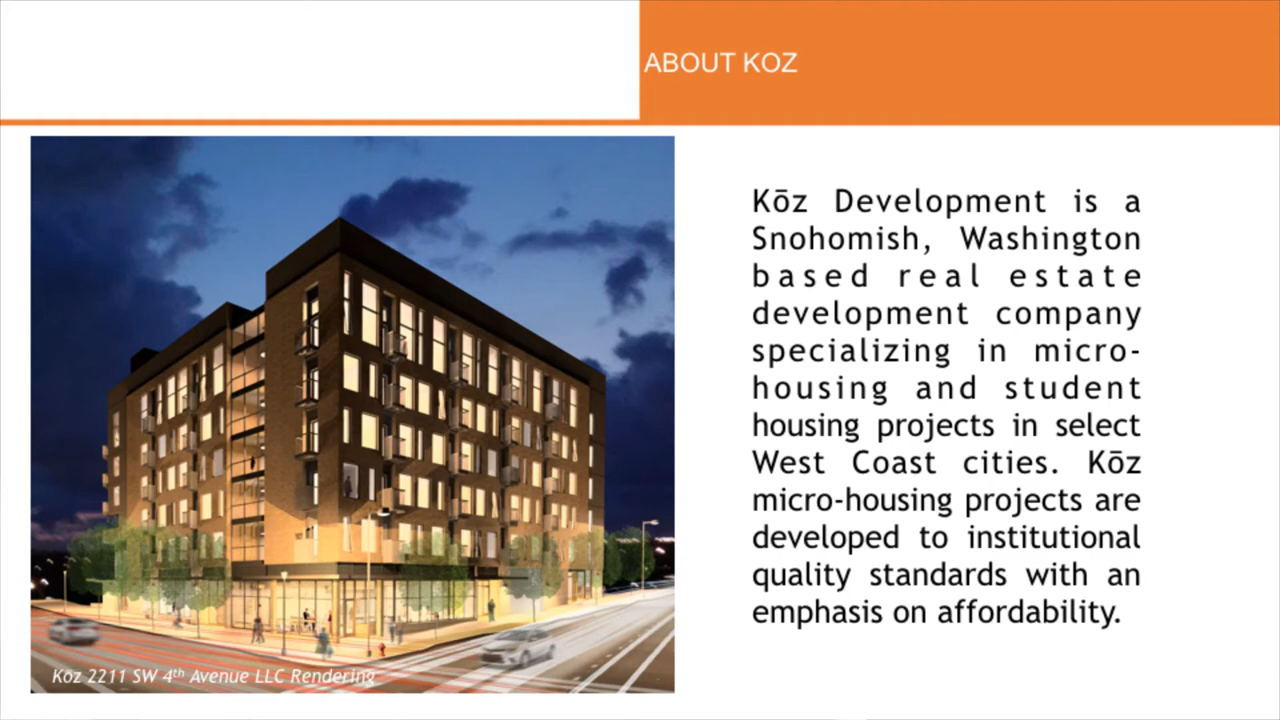 ABOUT KOZ
Kōz Development is a
Snohomish, Washington
based real estate
development company
specializing in micro-
housing and student
housing projects in select
West Coast cities. Kōz
micro-housing projects are
developed to institutional
quality standards with an
emphasis on affordability.
Koz 2211 SW 4th Avenue LLC Rendering